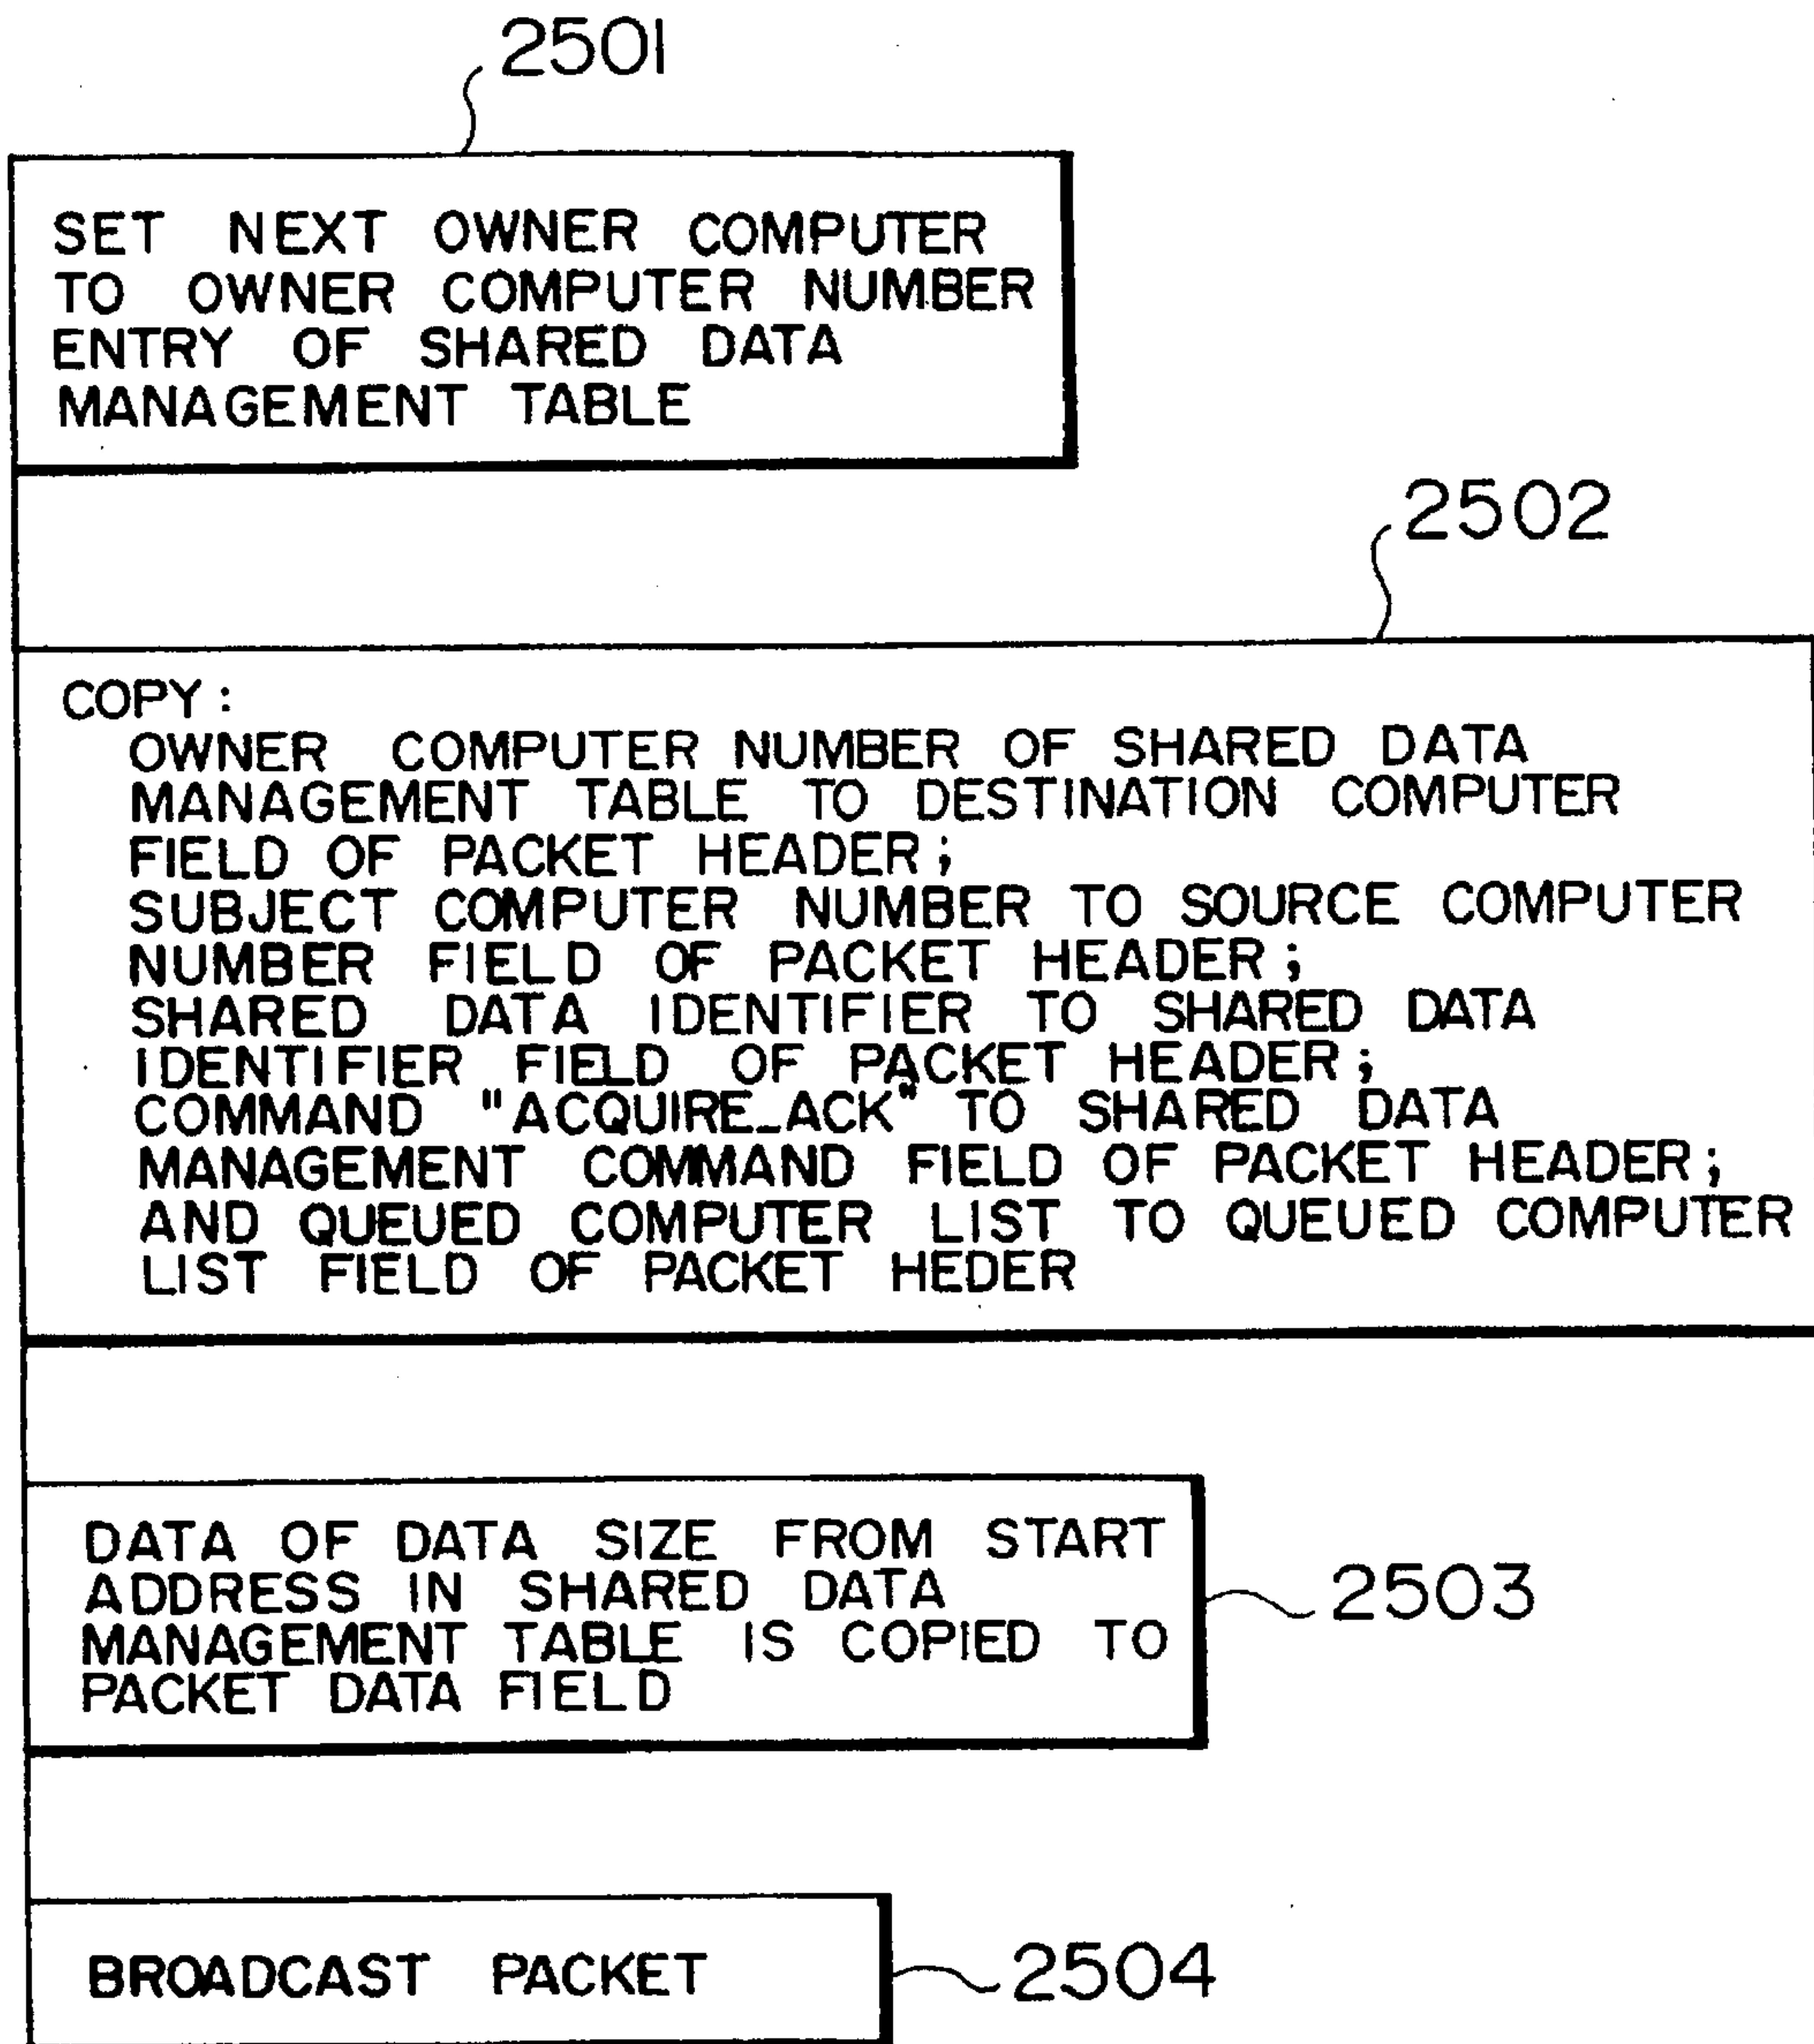 2501
SET NEXT OWNER COMPUTER
TO OWNER COMPUTER NUMBER
ENTRY OF SHARED DATA
MANAGEMENT TABLE
2502
COPY:
OWNER COMPUTER NUMBER OF SHARED DATA
MANAGEMENT TABLE TO DESTINATION COMPUTER
FIELD OF PACKET HEADER;
SUBJECT COMPUTER NUMBER TO SOURCE COMPUTER
NUMBER FIELD OF PACKET HEADER;
SHARED DATA IDENTIFIER TO SHARED DATA
IDENTIFIER FIELD OF PACKET HEADER;
COMMAND "ACQUIRE_ACK" TO SHARED DATA
MANAGEMENT COMMAND FIELD OF PACKET HEADER;
AND QUEUED COMPUTER LIST TO QUEUED COMPUTER
LIST FIELD OF PACKET HEDER
DATA OF DATA SIZE FROM START
ADDRESS IN SHARED DATA
MANAGEMENT TABLE IS COPIED TO
PACKET DATA FIELD
2503
BROADCAST PACKET
2504